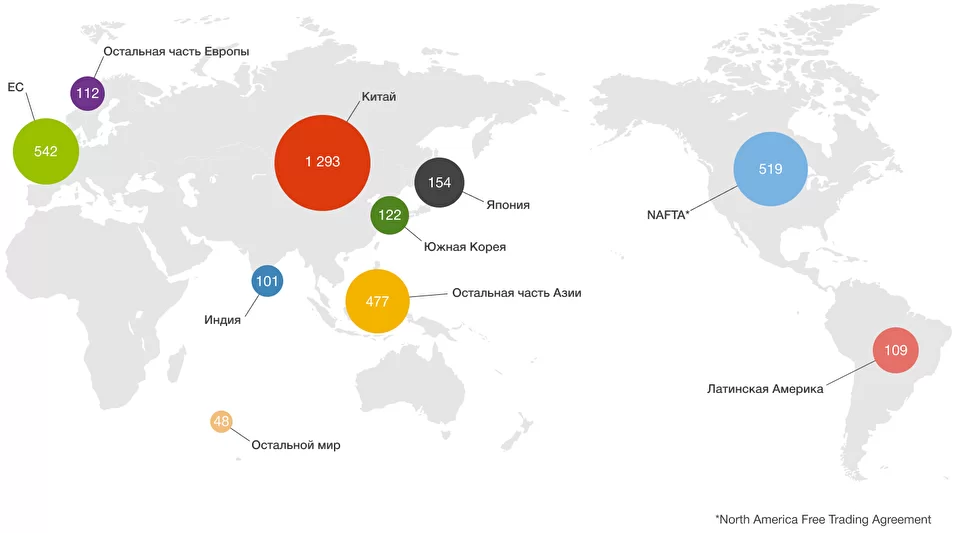 Остальная часть Европы
ЕС
112
Китай
542
1 293
519
154
Япония
122
NAFTA*
Южная Корея
101
477
Остальная часть Азии
Индия
109
Латинская Америка
48
Остальной мир
*North America Free Trading Agreement